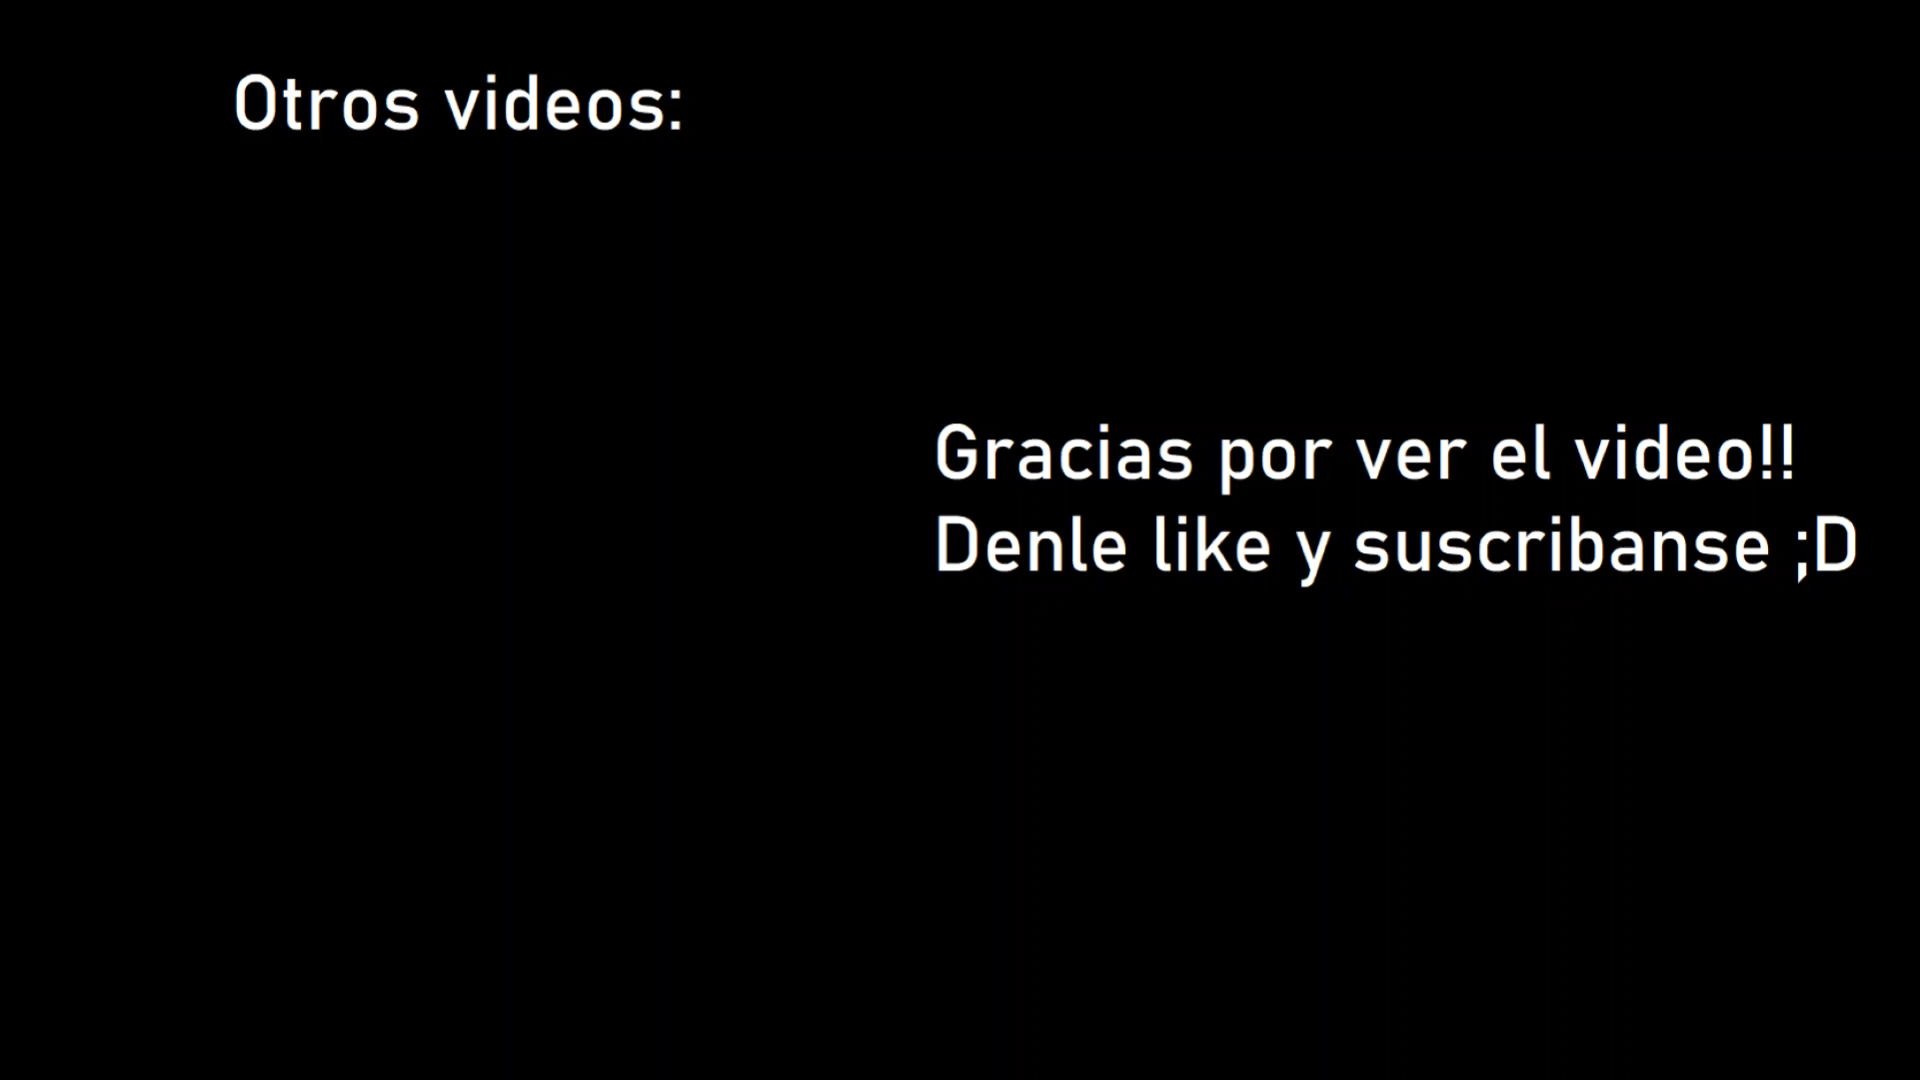 Otros videos:
Gracias por ver el video!!
Denle like y suscribanse ;D